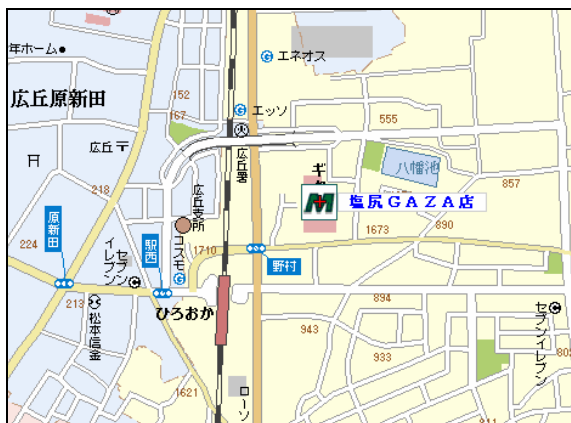 年ホーム
エネオス
広丘原新田
152
167
エッソ
555
広丘〒
広丘署
八幡池
ギ
M
塩尻GAZA店
857
218
広丘支所
890
原新田
駅西
セブン
イレブン
コスモ
1710
1673
224
野村
213
松本信金
ひろおか
894
セブンイレブン
943
933
802
1621
ローソ
811